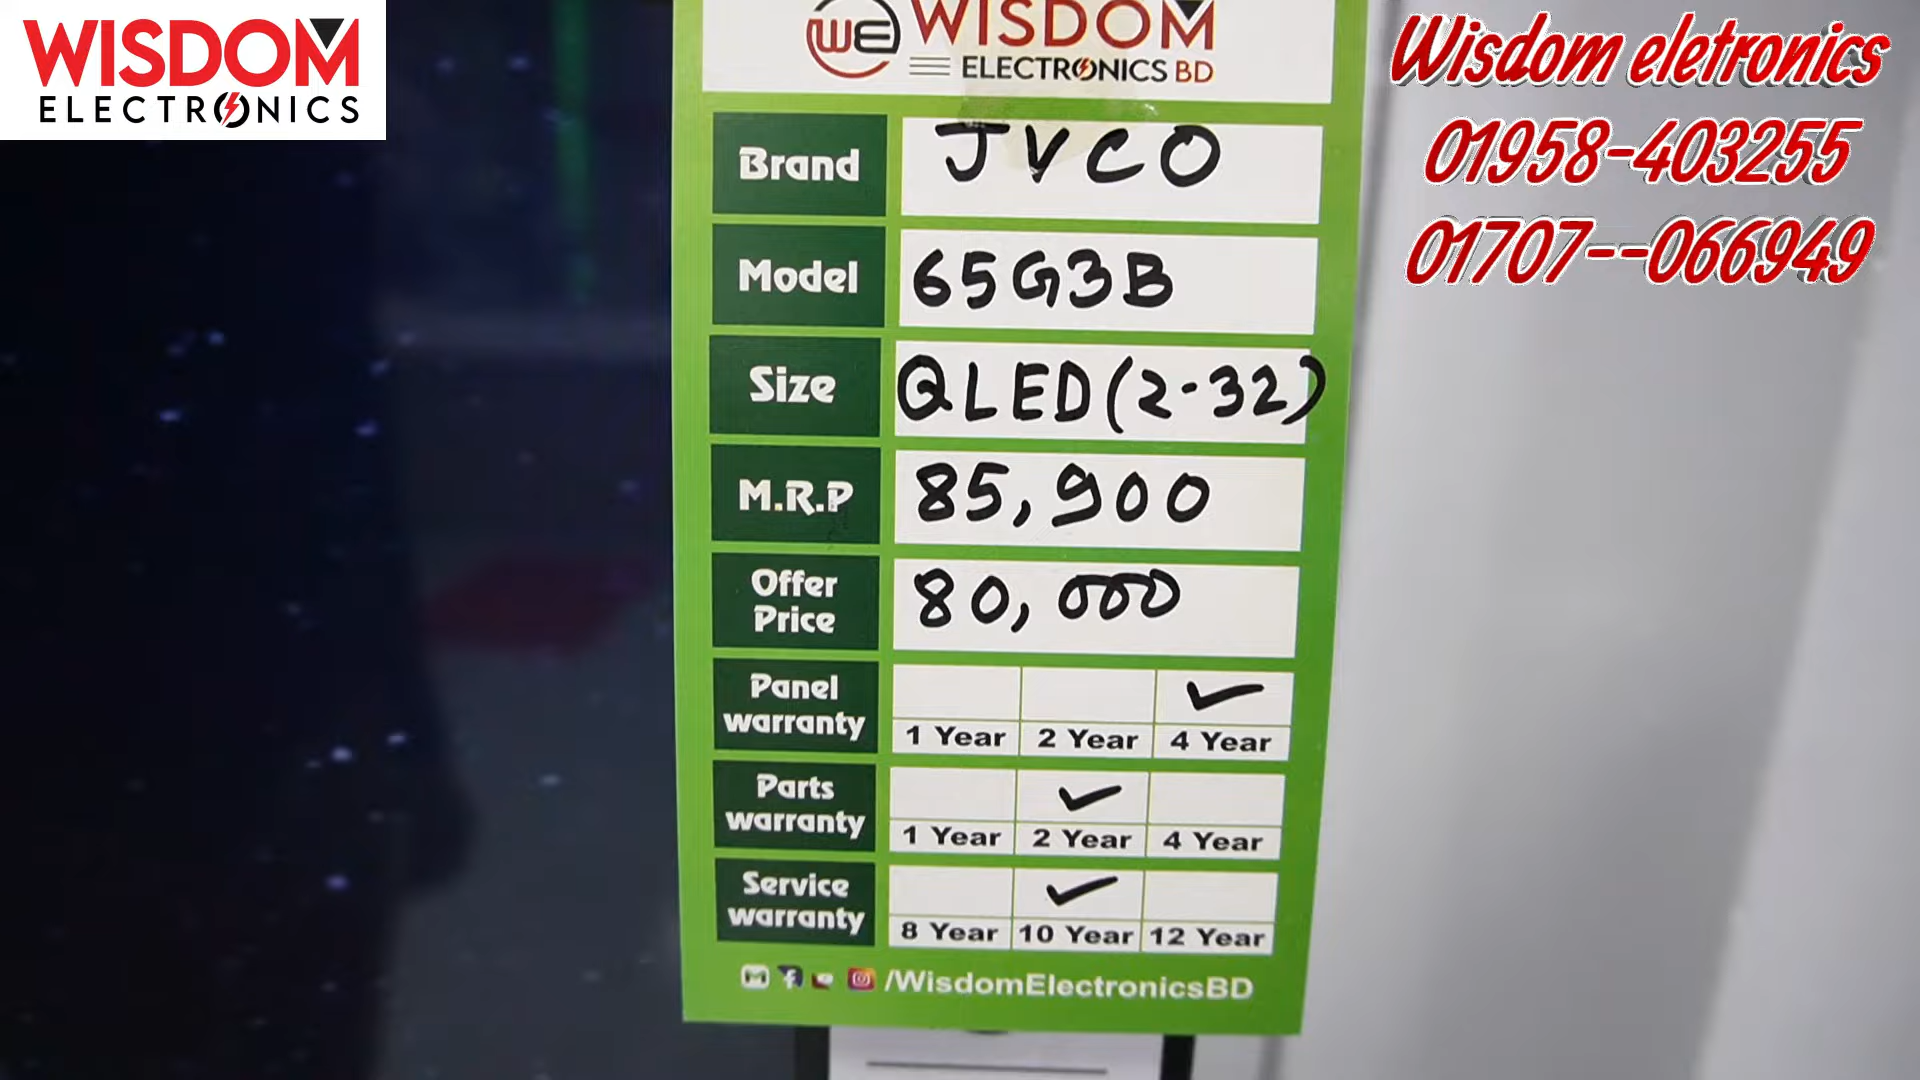 WISDOM
ELECTRONICS
WE WISDOM
ELECTRONICS BD
Wisdom eletronics
01958-403255
01707--066949
Brand JVCO
Model 65G3B
Size QLED(2-32)
M.R.P 85,900
Offer Price 80,000
Panel warranty
1 Year 2 Year 4 Year
Parts warranty
1 Year 2 Year 4 Year
Service warranty
8 Year 10 Year 12 Year
/WisdomElectronicsBD